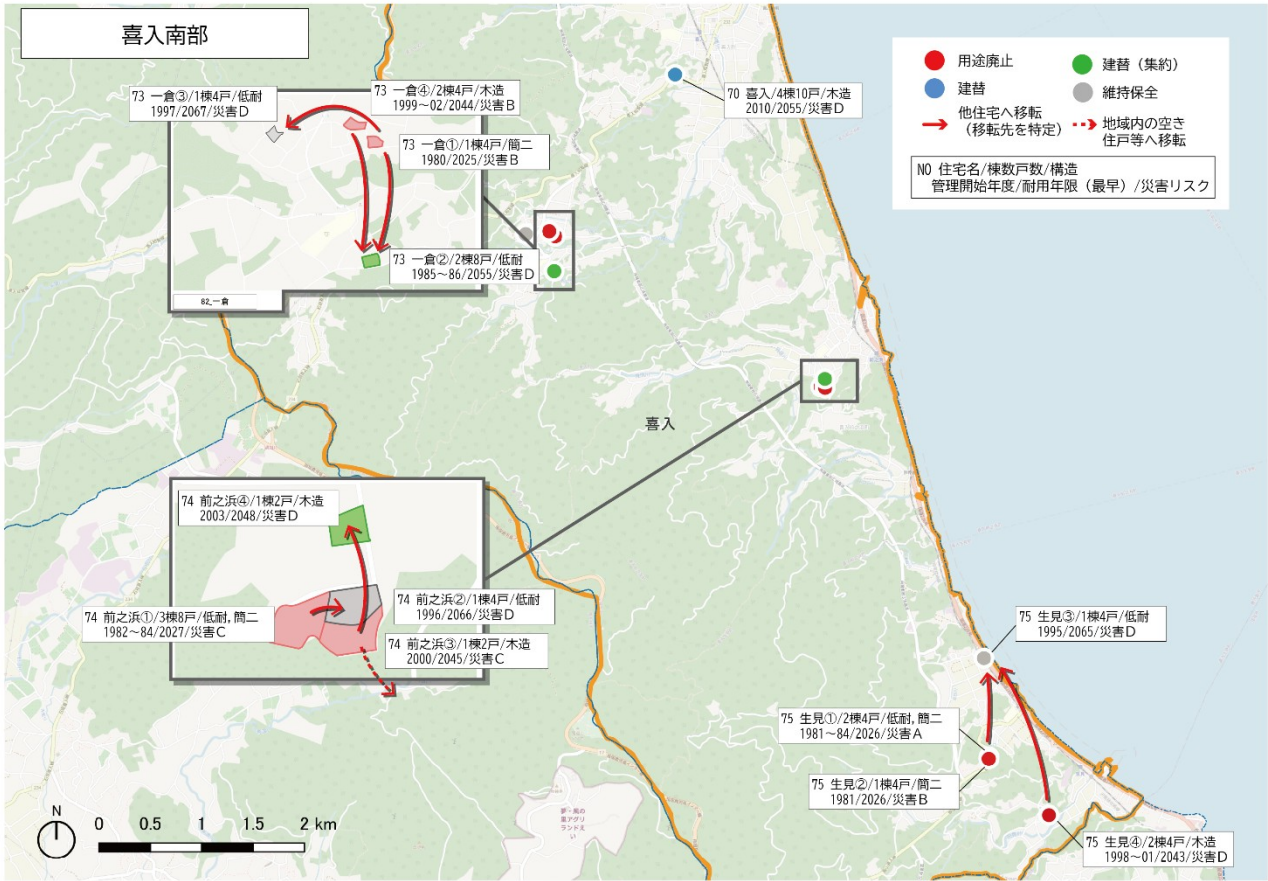 喜入南部
用途廃止
建替(集約)
建替
維持保全
他住宅へ移転
(移転先を特定)
地域内の空き
住戸等へ移転
NO 住宅名/棟数戸数/構造
管理開始年度/耐用年限(最早)/災害リスク
73 一倉③/1棟4戸/低耐
1997/2067/災害D
73 一倉④/2棟4戸/木造
1999~02/2044/災害B
73 一倉①/1棟4戸/簡二
1980/2025/災害B
73 一倉②/2棟8戸/低耐
1985~86/2055/災害D
82_一倉
70 喜入/4棟10戸/木造
2010/2055/災害D
喜入
74 前之浜④/1棟2戸/木造
2003/2048/災害D
74 前之浜①/3棟8戸/低耐,簡二
1982~84/2027/災害C
74 前之浜②/1棟4戸/低耐
1996/2066/災害D
74 前之浜③/1棟2戸/木造
2000/2045/災害C
75 生見③/1棟4戸/低耐
1995/2065/災害D
75 生見①/2棟4戸/低耐,簡二
1981~84/2026/災害A
75 生見②/1棟4戸/簡二
1981/2026/災害B
75 生見④/2棟4戸/木造
1998~01/2043/災害D
N
0 0.5 1 1.5 2 km